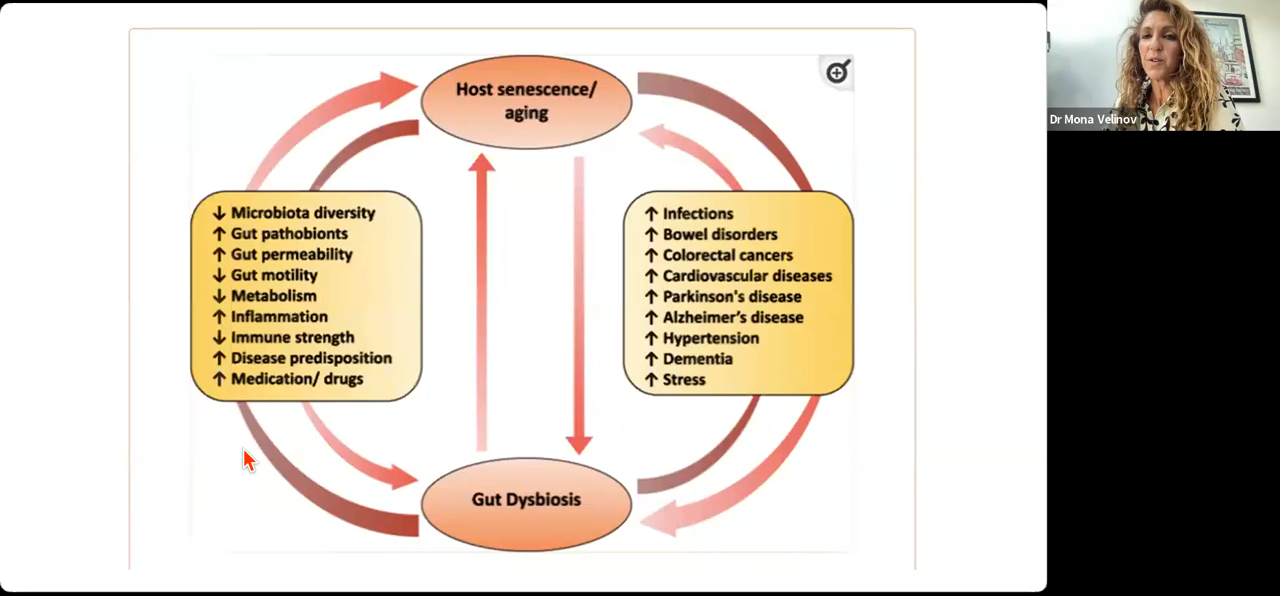 Host senescence/
aging
↓ Microbiota diversity
↑ Gut pathobionts
↑ Gut permeability
↓ Gut motility
↓ Metabolism
↑ Inflammation
↓ Immune strength
↑ Disease predisposition
↑ Medication/ drugs
↑ Infections
↑ Bowel disorders
↑ Colorectal cancers
↑ Cardiovascular diseases
↑ Parkinson's disease
↑ Alzheimer’s disease
↑ Hypertension
↑ Dementia
↑ Stress
Gut Dysbiosis
Dr Mona Velinov